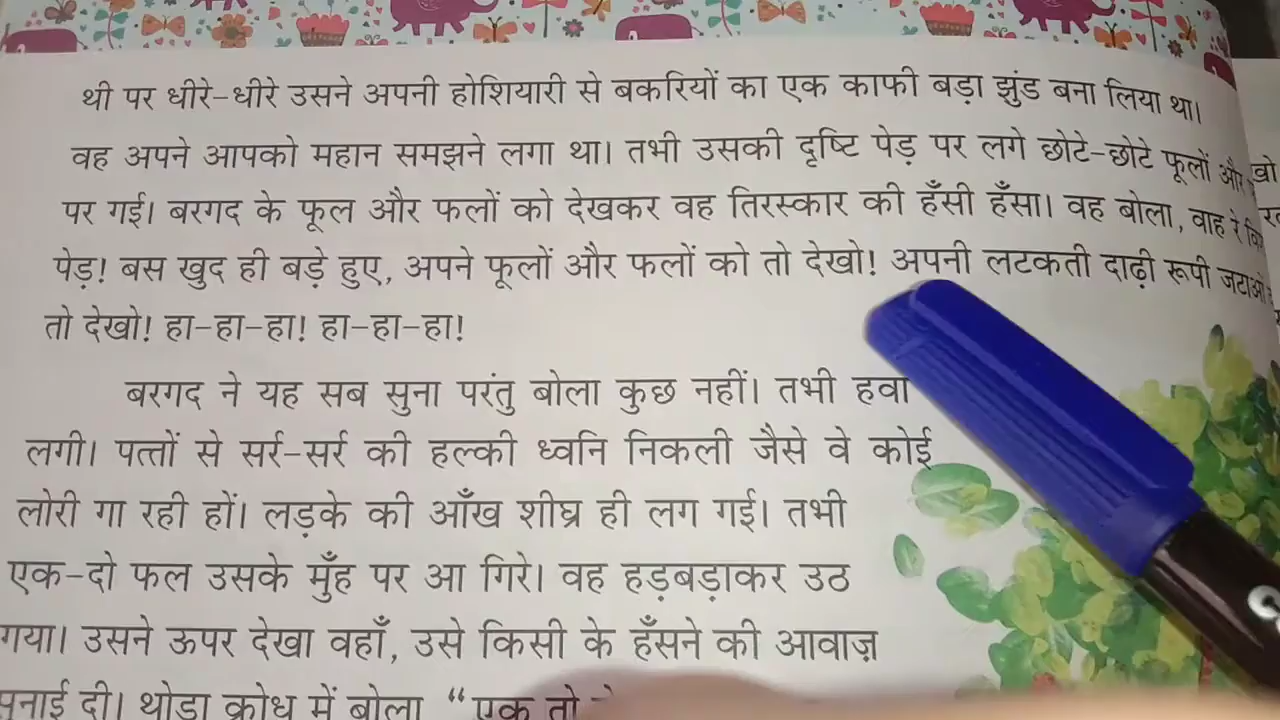 थी पर धीरे-धीरे उसने अपनी होशियारी से बकरियों का एक काफी बड़ा झुंड बना लिया था।
वह अपने आपको महान समझने लगा था। तभी उसकी दृष्टि पेड़ पर लगे छोटे-छोटे फूलों और
पर गई। बरगद के फूल और फलों को देखकर वह तिरस्कार की हँसी हँसा। वह बोला, वाह रे
पेड़! बस खुद ही बड़े हुए, अपने फूलों और फलों को तो देखो! अपनी लटकती दाढ़ी रूपी जटाओं
तो देखो! हा-हा-हा! हा-हा-हा!
बरगद ने यह सब सुना परंतु बोला कुछ नहीं। तभी हवा
लगी। पत्तों से सर्र-सर्र की हल्की ध्वनि निकली जैसे वे कोई
लोरी गा रही हों। लड़के की आँख शीघ्र ही लग गई। तभी
एक-दो फल उसके मुँह पर आ गिरे। वह हड़बड़ाकर उठ
गया। उसने ऊपर देखा वहाँ, उसे किसी के हँसने की आवाज़
सुनाई दी। थोड़ा क्रोध में बोला, “एक तो